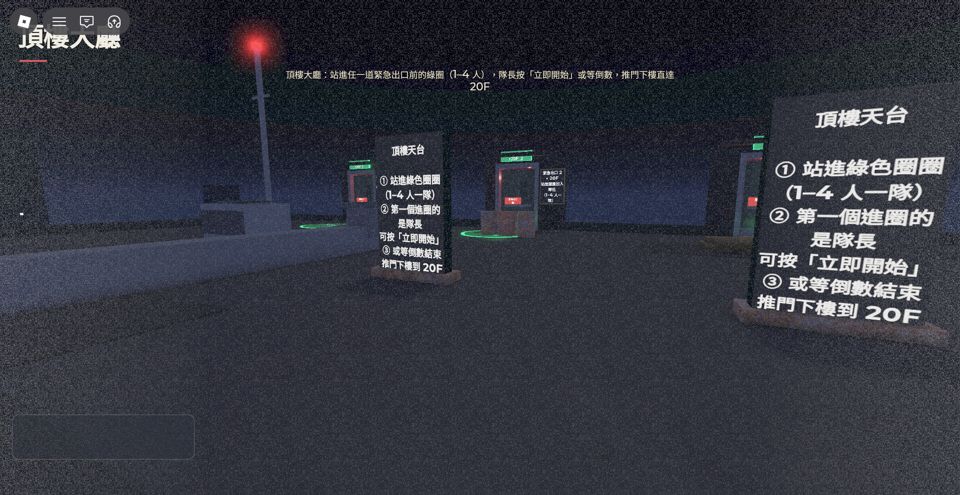 頂樓大廳
頂樓大廳：站進任一道緊急出口前的綠圈（1–4 人），隊長按「立即開始」或等倒數，推門下樓直達
20F
頂樓天台
① 站進綠色圈圈
（1–4 人一隊）
② 第一個進圈的
是隊長
可按「立即開始」
③ 或等倒數結束
推門下樓到 20F
緊急出口 2
頂樓天台
① 站進綠色圈圈
（1–4 人一隊）
② 第一個進圈的
是隊長
可按「立即開始」
③ 或等倒數結束
推門下樓到 20F